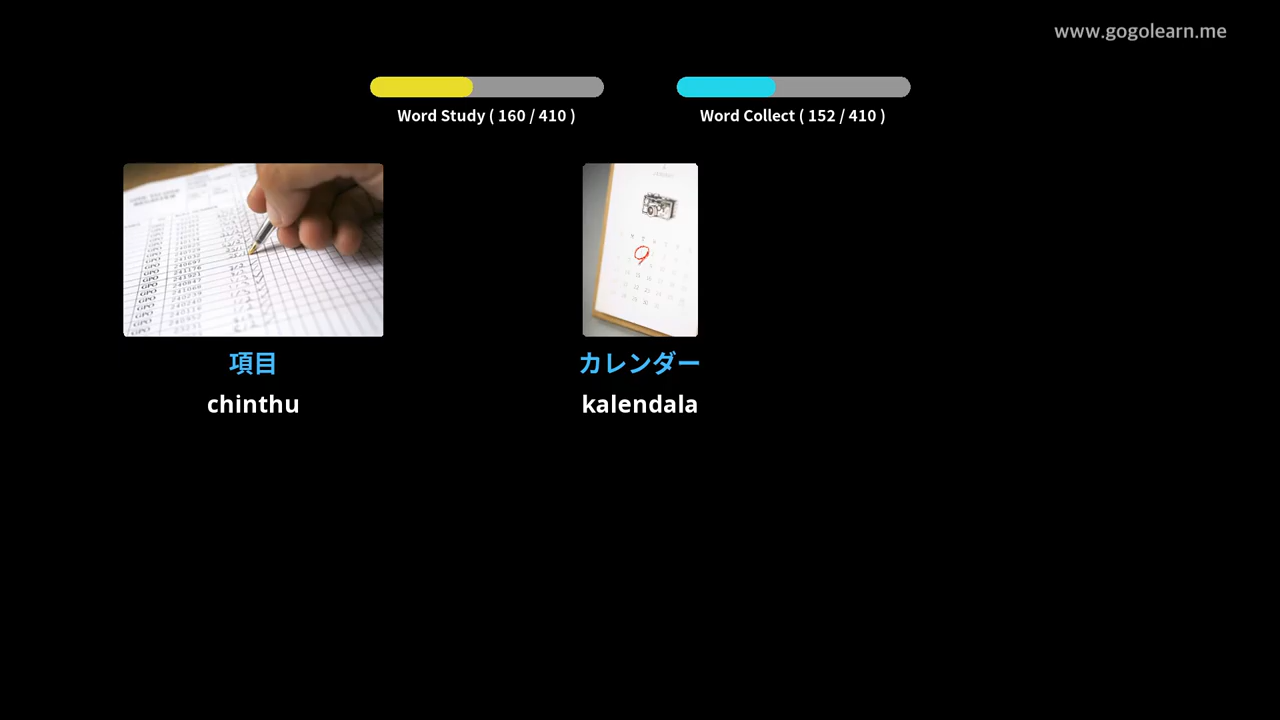 www.gogolearn.me
Word Study ( 160 / 410 )
Word Collect ( 152 / 410 )
項目
chinthu
カレンダー
kalendala